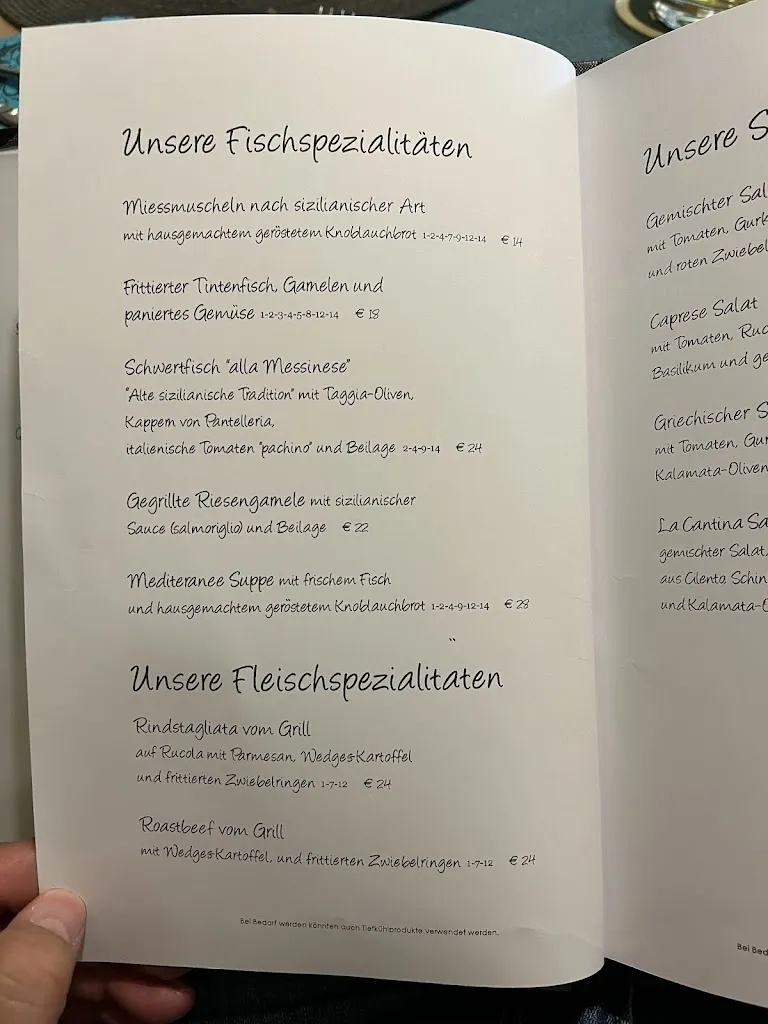 Unsere Fischspezialitäten
Miessmuscheln nach sizilianischer Art
mit hausgemachtem geröstetem Knoblauchbrot 1-2-4-7-9-12-14 € 14
Frittierter Tintenfisch, Garnelen und
paniertes Gemüse 1-2-3-4-5-8-12-14 € 18
Schwertfisch "alla Messinese"
"Alte sizilianische Tradition" mit Taggia-Oliven,
Kappern von Pantelleria,
italienische Tomaten "pachino" und Beilage 2-4-9-14 € 24
Gegrillte Riesengarnele mit sizilianischer
Sauce (salmoriglio) und Beilage € 22
Mediteranee Suppe mit frischem Fisch
und hausgemachtem geröstetem Knoblauchbrot 1-2-4-9-12-14 € 28
Unsere Fleischspezialitaten
Rindstagliata vom Grill
auf Rucola mit Parmesan, Wedges-Kartoffel
und frittierten Zwiebelringen 1-7-12 € 24
Roastbeef vom Grill
mit Wedges-Kartoffel, und frittierten Zwiebelringen 1-7-12 € 24
Bei Bedarf werden könnten auch Tiefkühlprodukte verwendet werden.
Unsere S
Gemischter Sal
mit Tomaten, Gurk
und roten Zwiebel
Caprese Salat
mit Tomaten, Ruc
Basilikum und ge
Griechischer S
mit Tomaten, Gur
Kalamata-Oliven
La Cantina Sa
gemischter Salat,
aus Cilento, Schin
und Kalamata-O
Bei Bed